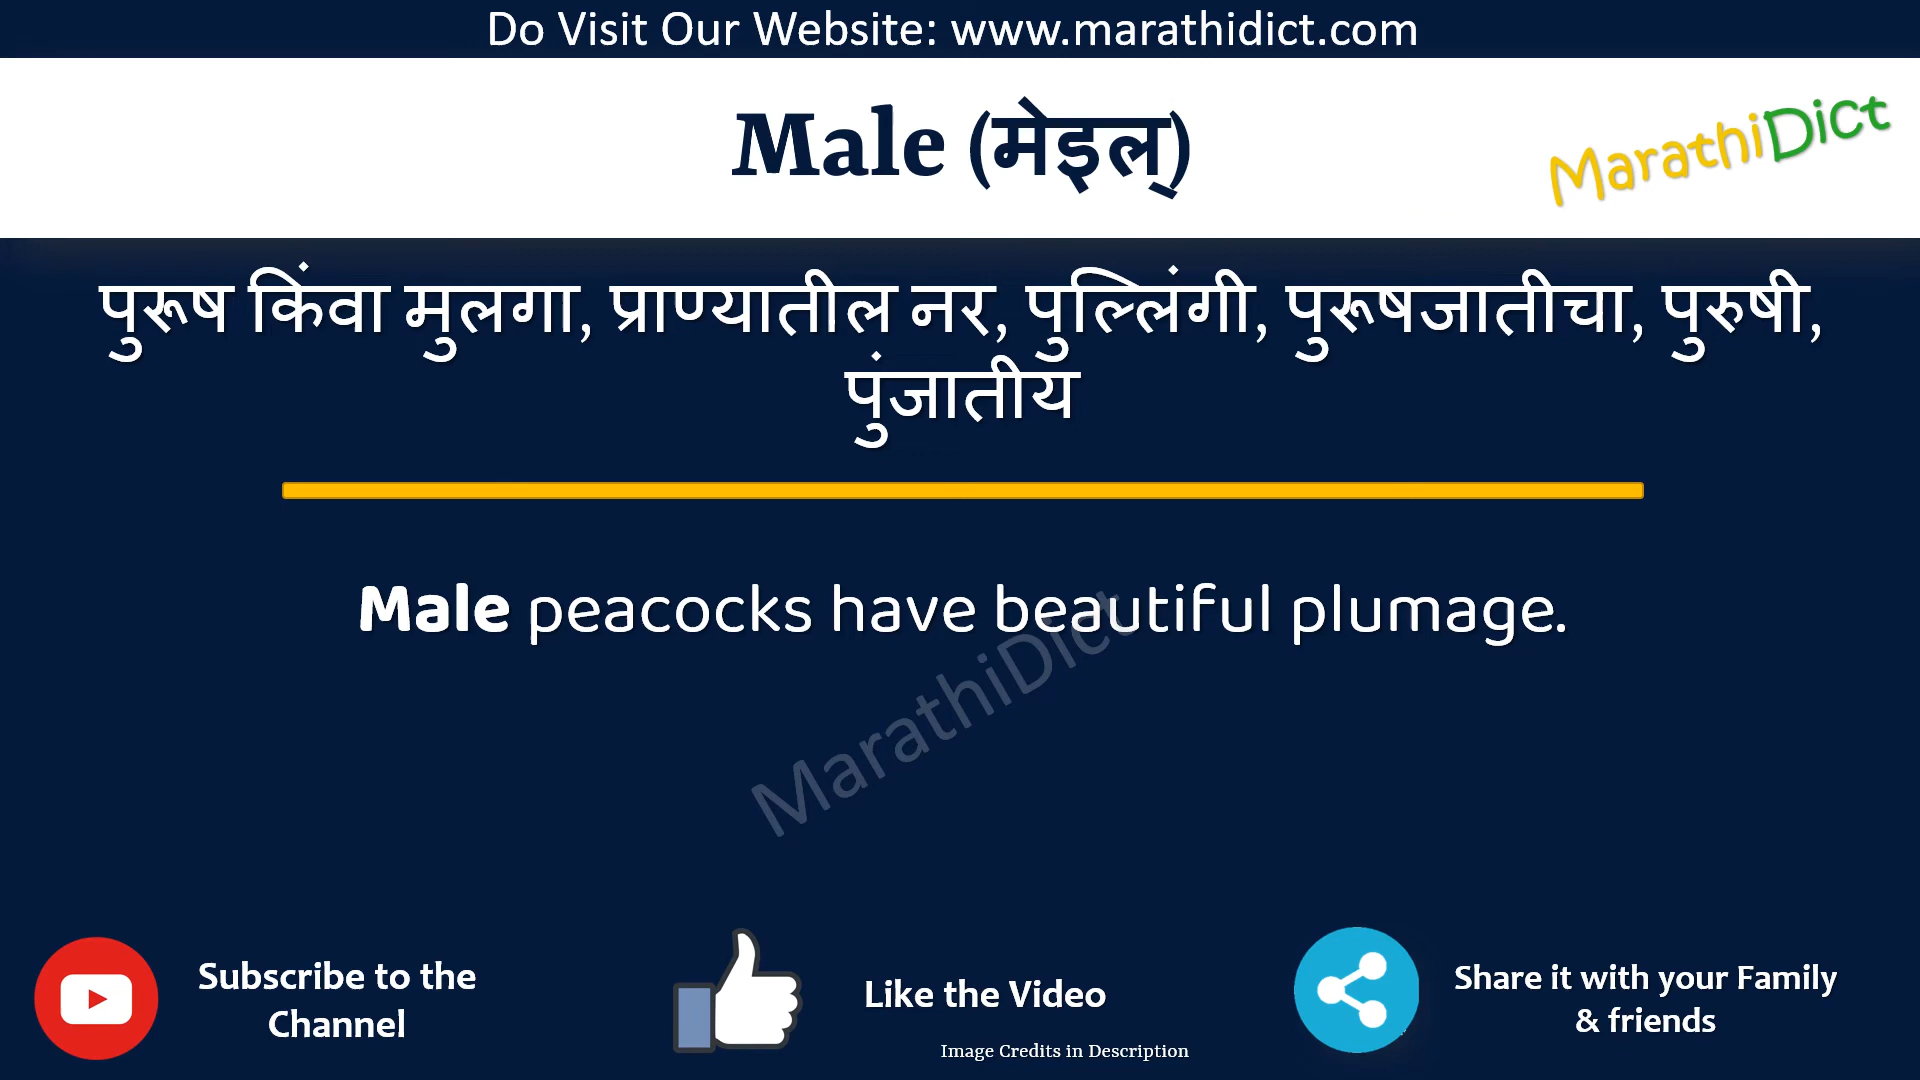 Do Visit Our Website: www.marathidict.com
Male (मेइल्)
MarathiDict
पुरूष किंवा मुलगा, प्राण्यातील नर, पुल्लिंगी, पुरूषजातीचा, पुरुषी,
पुंजातीय
Male peacocks have beautiful plumage.
MarathiDict
Subscribe to the
Channel
Like the Video
Share it with your Family
& friends
Image Credits in Description